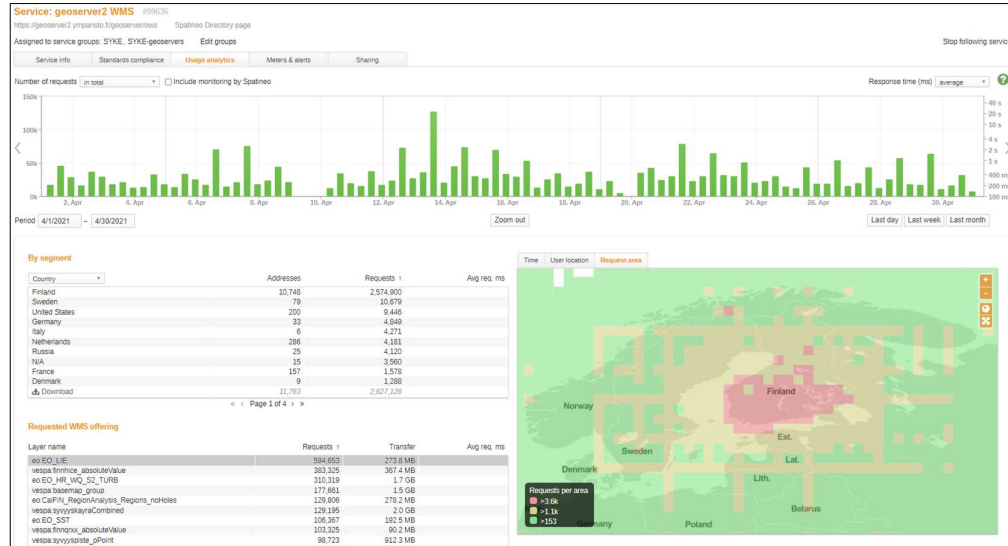 Service: geoserver2 WMS #99636
https://geoserver2.ymparisto.fi/geoserver/ows Spatineo Directory page
Assigned to service groups: SYKE, SYKE-geoservers Edit groups Stop following service
Service info Standards compliance Usage analytics Meters & alerts Sharing
Number of requests in total Include monitoring by Spatineo Response time (ms) average ?
150k 40 s
20 s
100k 10 s
4 s
50k 2 s
1 s
400 ms
200 ms
0k 100 ms
2. Apr 4. Apr 6. Apr 8. Apr 10. Apr 12. Apr 14. Apr 16. Apr 18. Apr 20. Apr 22. Apr 24. Apr 26. Apr 28. Apr 30. Apr
Period 4/1/2021 - 4/30/2021 Zoom out Last day Last week Last month
By segment
Country Addresses Requests ↑ Avg req. ms
Finland 10,748 2,574,900
Sweden 79 10,679
United States 200 9,446
Germany 33 4,849
Italy 6 4,271
Netherlands 286 4,181
Russia 25 4,120
N/A 15 3,560
France 157 1,578
Denmark 9 1,288
Download 11,763 2,627,126
« < Page 1 of 4 > »
Requested WMS offering
Layer name Requests ↑ Transfer Avg req. ms
eo:EO_LIE 594,653 273.8 MB
vespa:finnhice_absoluteValue 383,325 367.4 MB
eo:EO_HR_WQ_S2_TURB 310,319 1.7 GB
vespa:basemap_group 177,661 1.5 GB
eo:CalFIN_RegionAnalysis_Regions_noHoles 129,806 278.2 MB
vespa:syvyyskayraCombined 129,195 2.0 GB
eo:EO_SST 106,367 192.5 MB
vespa:finnqrxx_absoluteValue 103,325 90.2 MB
vespa:syvyyspiste_pPoint 98,723 912.3 MB
Time User location Request area
+
-
Finland
Norway
Est.
Sweden
Lat.
Denmark
Lith.
Requests per area
>3.6k
>1.1k
>153
Belarus
Germany Poland